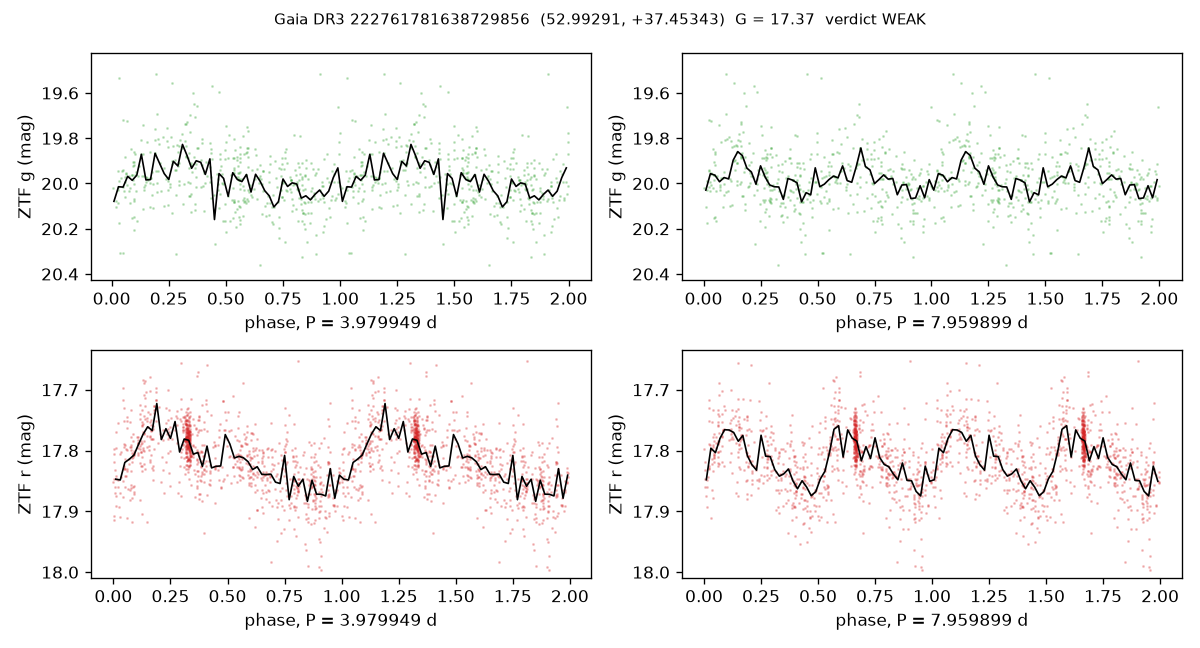 Gaia DR3 222761781638729856 (52.99291, +37.45343) G = 17.37 verdict WEAK
ZTF g (mag)
19.6
19.8
20.0
20.2
20.4
0.00 0.25 0.50 0.75 1.00 1.25 1.50 1.75 2.00
phase, P = 3.979949 d
ZTF g (mag)
19.6
19.8
20.0
20.2
20.4
0.00 0.25 0.50 0.75 1.00 1.25 1.50 1.75 2.00
phase, P = 7.959899 d
ZTF r (mag)
17.7
17.8
17.9
18.0
0.00 0.25 0.50 0.75 1.00 1.25 1.50 1.75 2.00
phase, P = 3.979949 d
ZTF r (mag)
17.7
17.8
17.9
18.0
0.00 0.25 0.50 0.75 1.00 1.25 1.50 1.75 2.00
phase, P = 7.959899 d